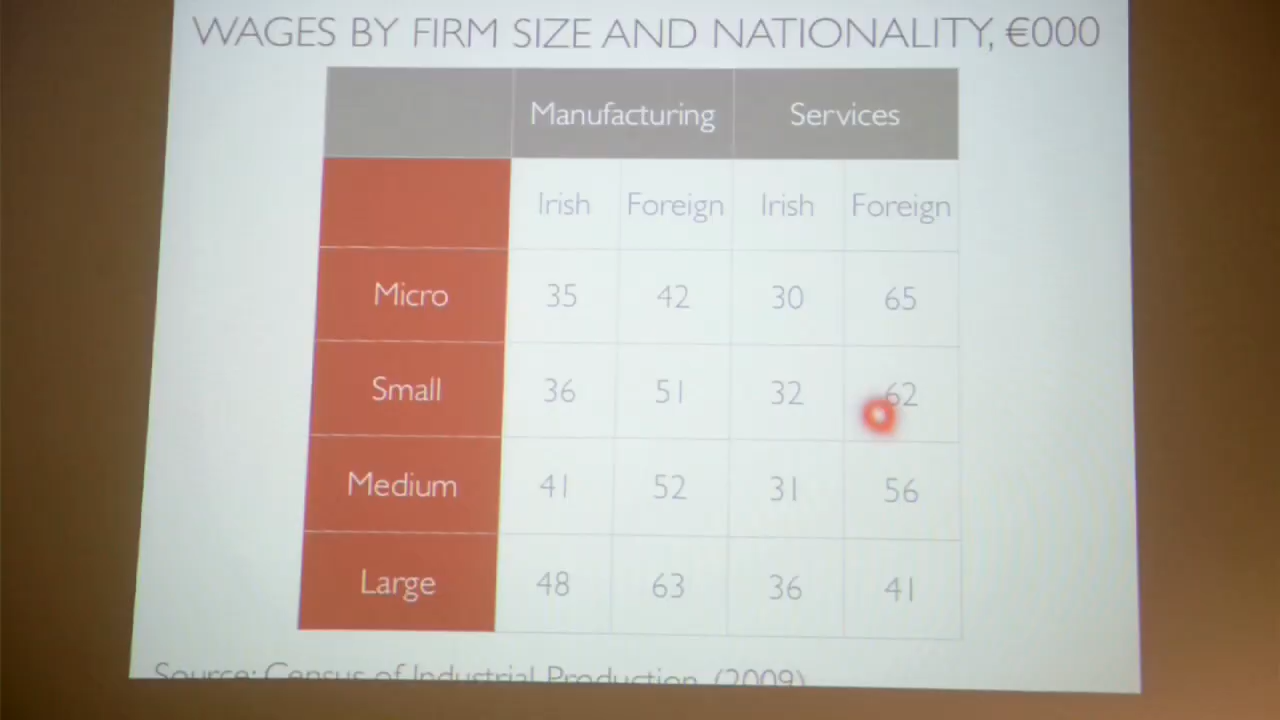 WAGES BY FIRM SIZE AND NATIONALITY, €000
Manufacturing Services
Irish Foreign Irish Foreign
Micro 35 42 30 65
Small 36 51 32 62
Medium 41 52 31 56
Large 48 63 36 41
Source: Census of Industrial Production (2009)